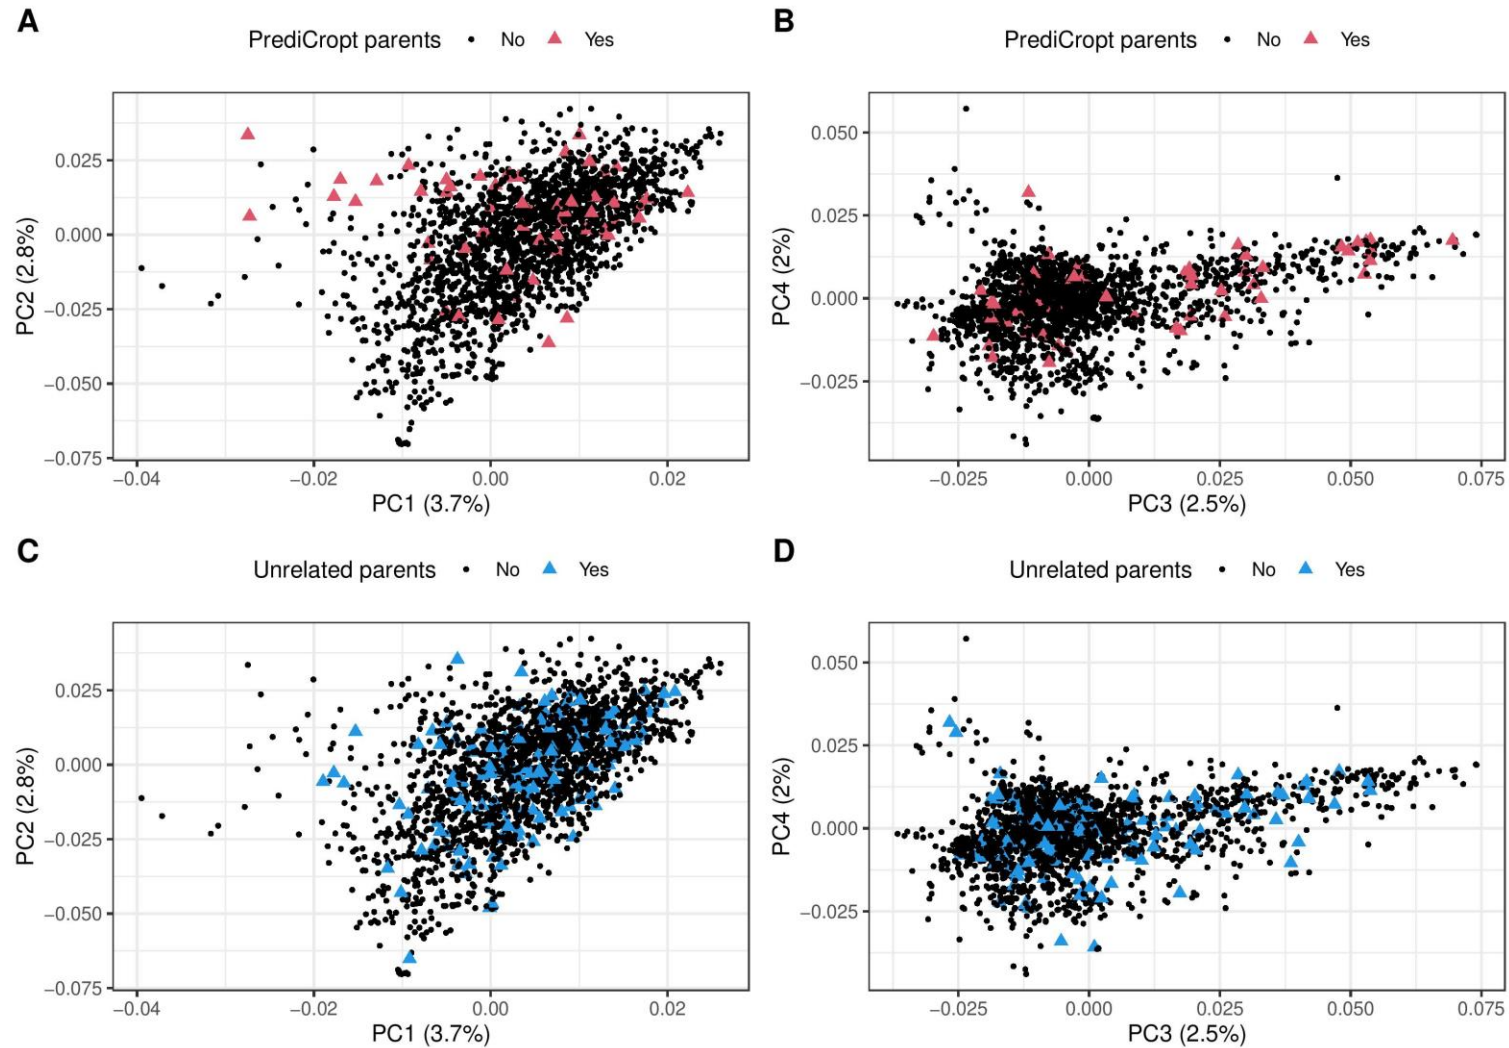 A
PrediCropt parents No Yes
0.025
0.000
−0.025
−0.050
−0.075
PC2 (2.8%)
−0.04 −0.02 0.00 0.02
PC1 (3.7%)
B
PrediCropt parents No Yes
0.050
0.025
0.000
−0.025
PC4 (2%)
−0.025 0.000 0.025 0.050 0.075
PC3 (2.5%)
C
Unrelated parents No Yes
0.025
0.000
−0.025
−0.050
−0.075
PC2 (2.8%)
−0.04 −0.02 0.00 0.02
PC1 (3.7%)
D
Unrelated parents No Yes
0.050
0.025
0.000
−0.025
PC4 (2%)
−0.025 0.000 0.025 0.050 0.075
PC3 (2.5%)